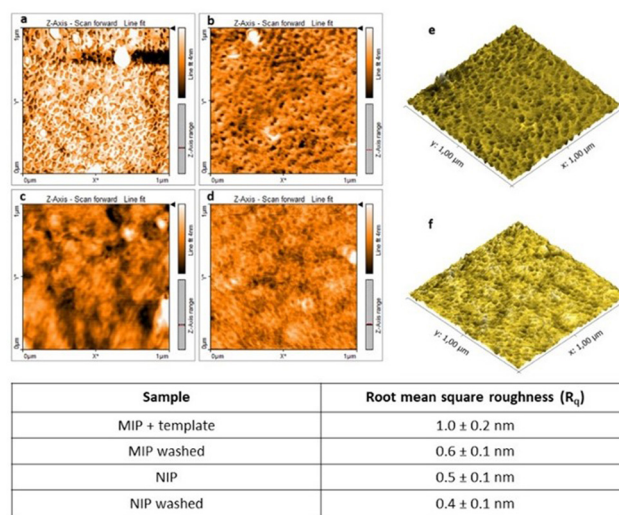 a
Z-Axis - Scan forward Line fit
1µm
Y*
0µm
0µm X* 1µm
Line fit 4nm
Z-Axis range
b
Z-Axis - Scan forward Line fit
1µm
Y*
0µm
0µm X* 1µm
Line fit 4nm
Z-Axis range
c
Z-Axis - Scan forward Line fit
1µm
Y*
0µm
0µm X* 1µm
Line fit 4nm
Z-Axis range
d
Z-Axis - Scan forward Line fit
1µm
Y*
0µm
0µm X* 1µm
Line fit 4nm
Z-Axis range
e
y: 1,00 µm
x: 1,00 µm
f
y: 1,00 µm
x: 1,00 µm
Sample Root mean square roughness (Rq)
MIP + template 1.0 ± 0.2 nm
MIP washed 0.6 ± 0.1 nm
NIP 0.5 ± 0.1 nm
NIP washed 0.4 ± 0.1 nm